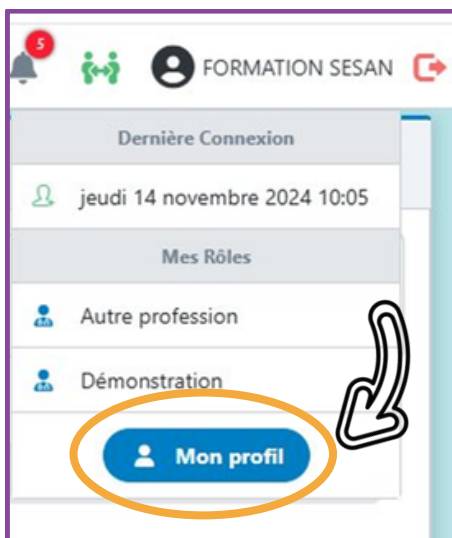 5
FORMATION SESAN
Dernière Connexion
jeudi 14 novembre 2024 10:05
Mes Rôles
Autre profession
Démonstration
Mon profil